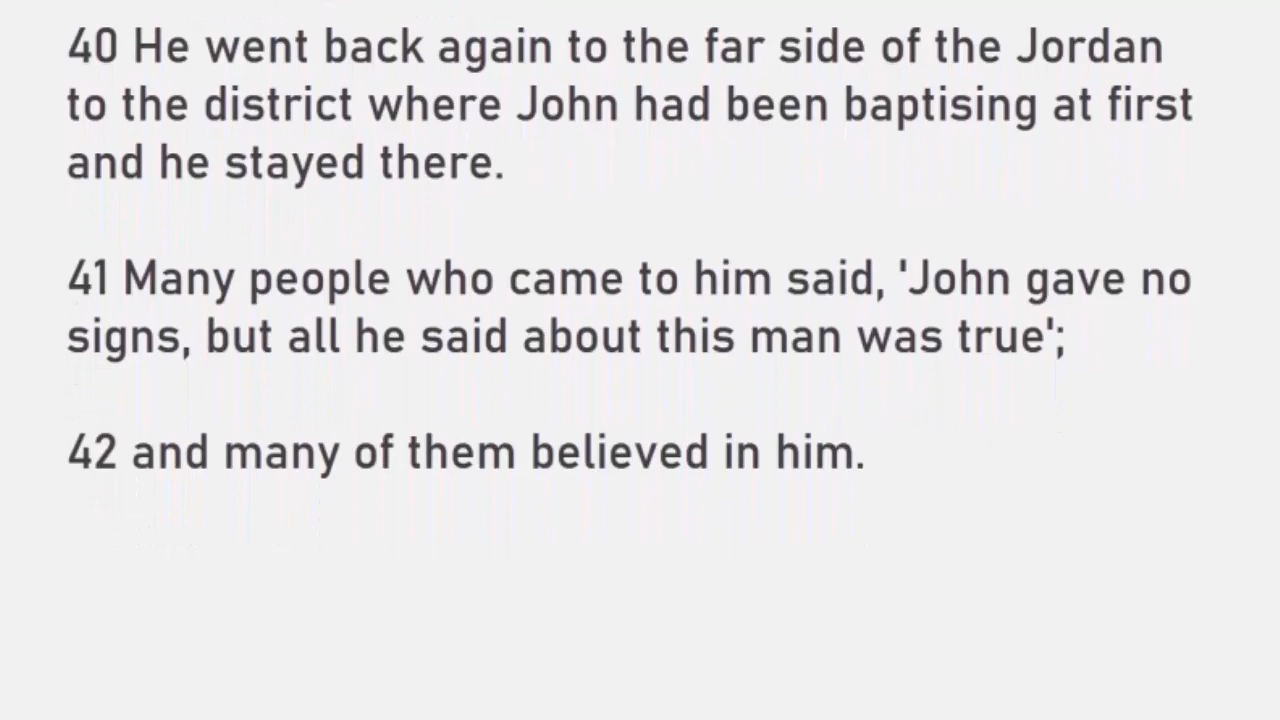 40 He went back again to the far side of the Jordan
to the district where John had been baptising at first
and he stayed there.
41 Many people who came to him said, 'John gave no
signs, but all he said about this man was true';
42 and many of them believed in him.